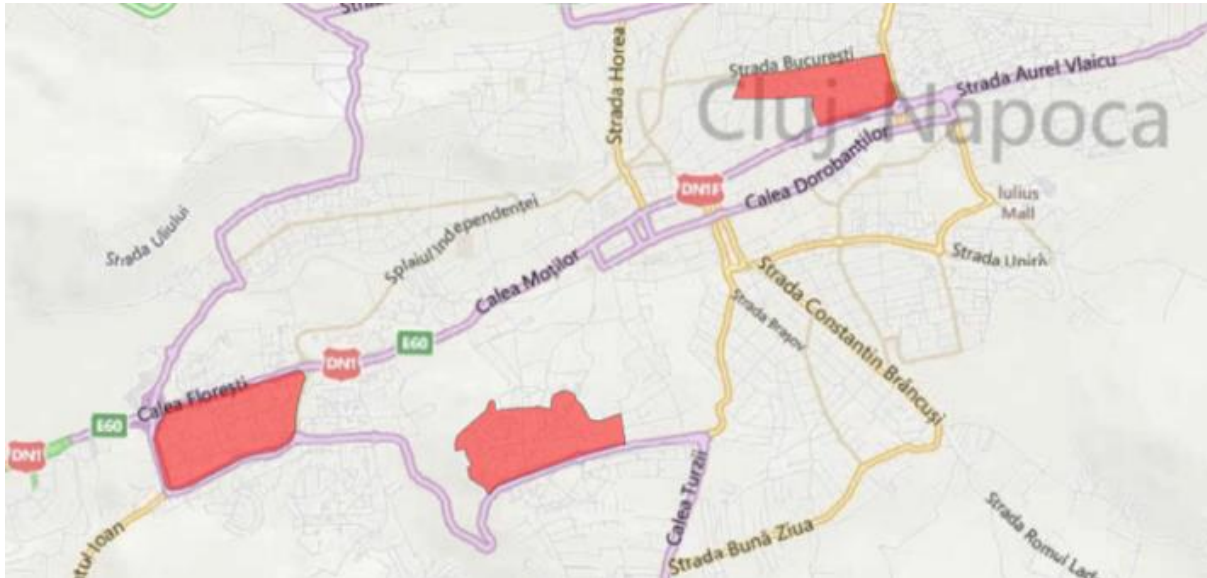 Strada
Strada Horea
Strada București
Strada Aurel Vlaicu
Cluj-Napoca
DN1F
Calea Dorobanților
Iulius
Mall
Strada Uliului
Splaiul Independenței
Calea Moților
Strada Unirii
Strada Constantin Brâncuși
Strada Brașov
E60
DN1
Calea Florești
E60
DN1
Calea Turzii
Strada Bună Ziua
Ioan
Strada Romul